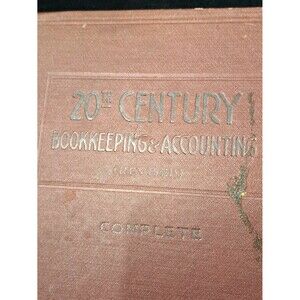 20TH CENTURY
BOOKKEEPING & ACCOUNTING
COMPLETE